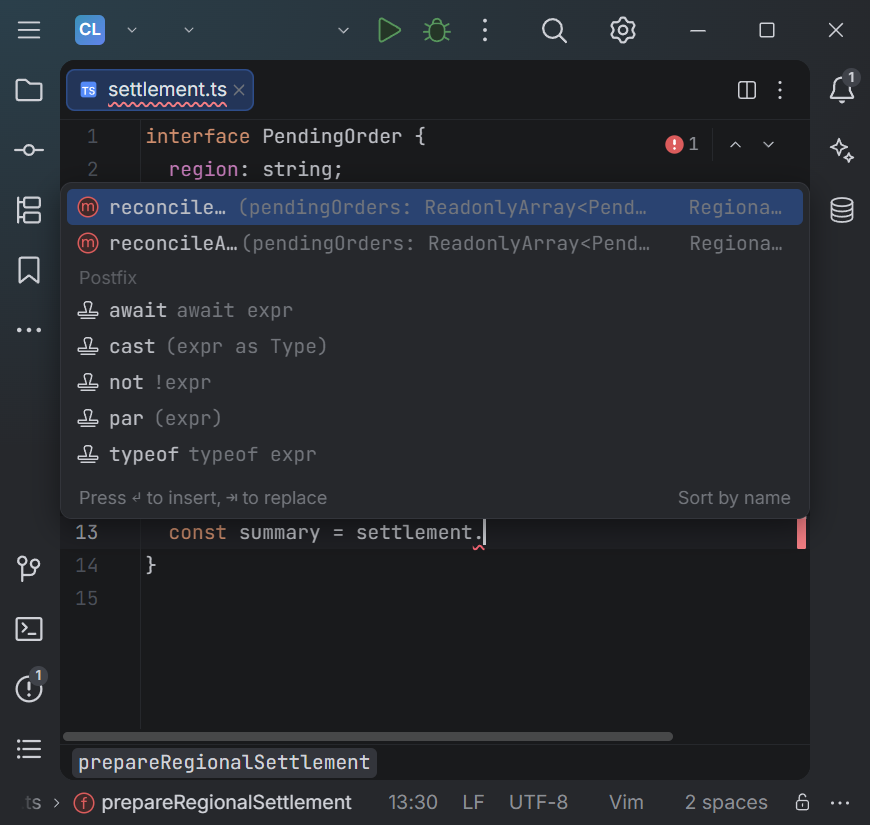 CL
TS settlement.ts
1
1 interface PendingOrder {
1
2 region: string;
reconcile… (pendingOrders: ReadonlyArray<Pend… Regiona…
reconcileA…(pendingOrders: ReadonlyArray<Pend… Regiona…
Postfix
await await expr
cast (expr as Type)
not !expr
par (expr)
typeof typeof expr
Press ↵ to insert, ⇥ to replace
Sort by name
13 const summary = settlement.
14 }
15
1
prepareRegionalSettlement
.ts › f prepareRegionalSettlement 13:30 LF UTF-8 Vim 2 spaces